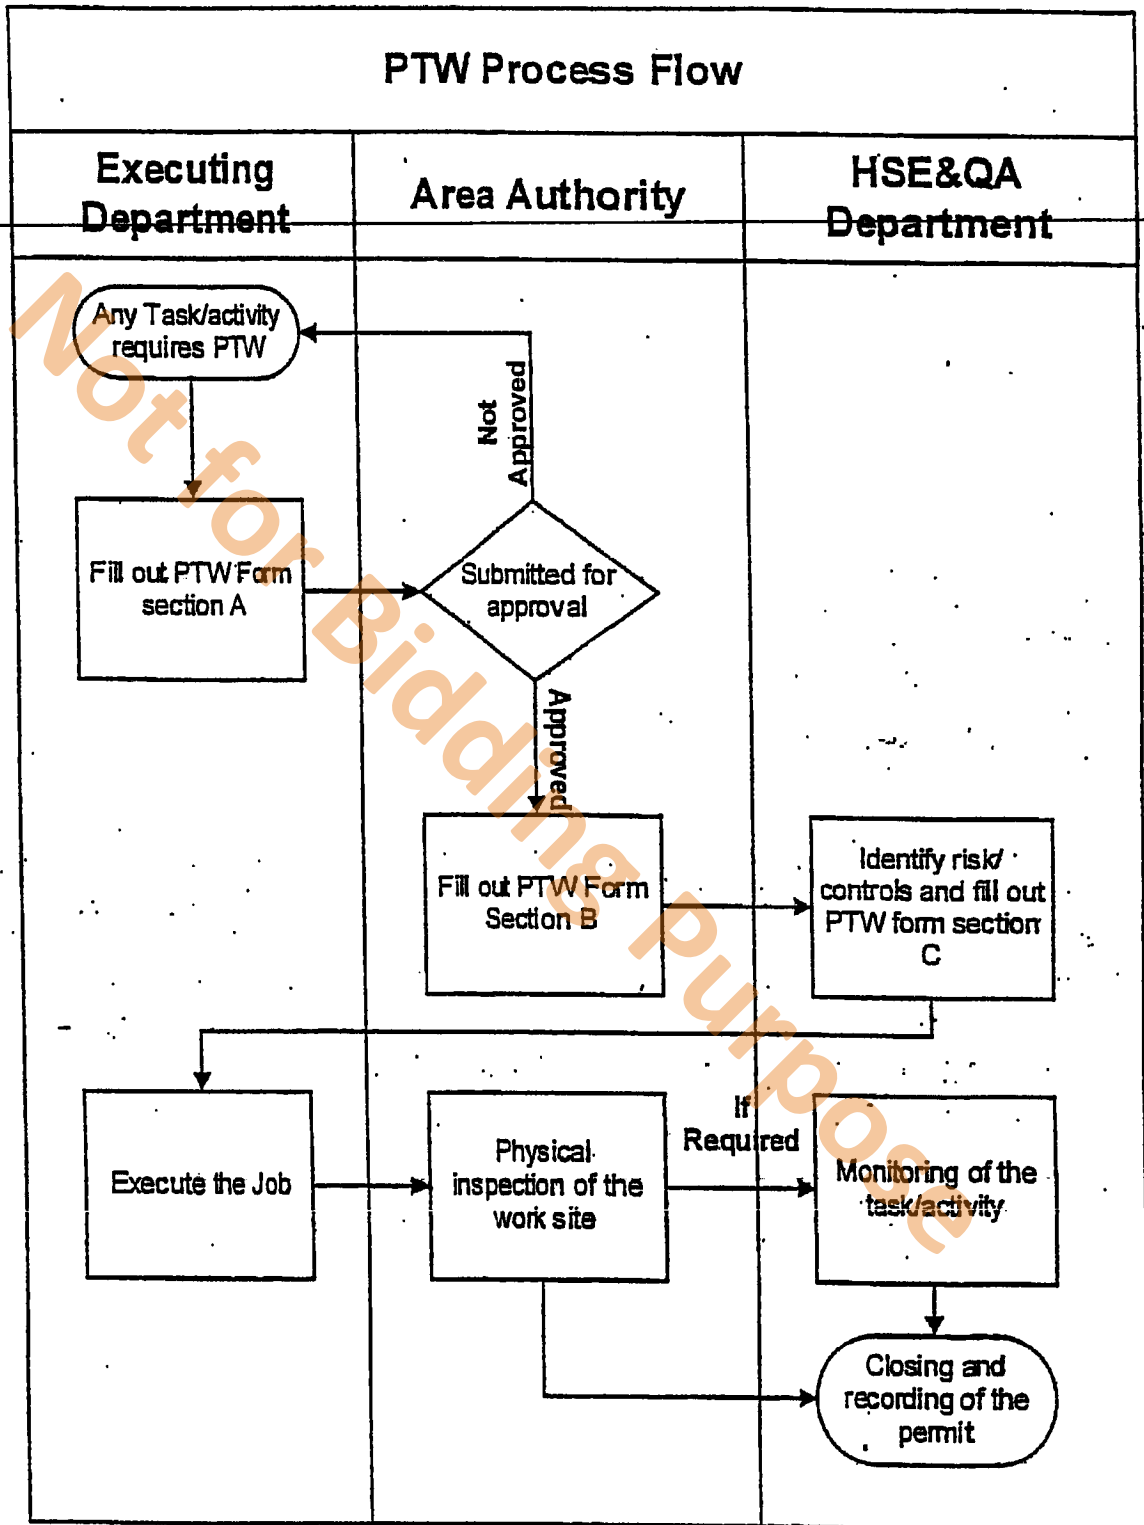 PTW Process Flow
Executing
Department
Area Authority
HSE&QA
Department
Any Task/activity
requires PTW
Not
Approved
Fill out PTW Form
section A
Submitted for
approval
Approved
Fill out PTW Form
Section B
Identify risk/
controls and fill out
PTW form section
C
Execute the Job
Physical
inspection of the
work site
If
Required
Monitoring of the
task/activity
Closing and
recording of the
permit
Not for Bidding Purpose